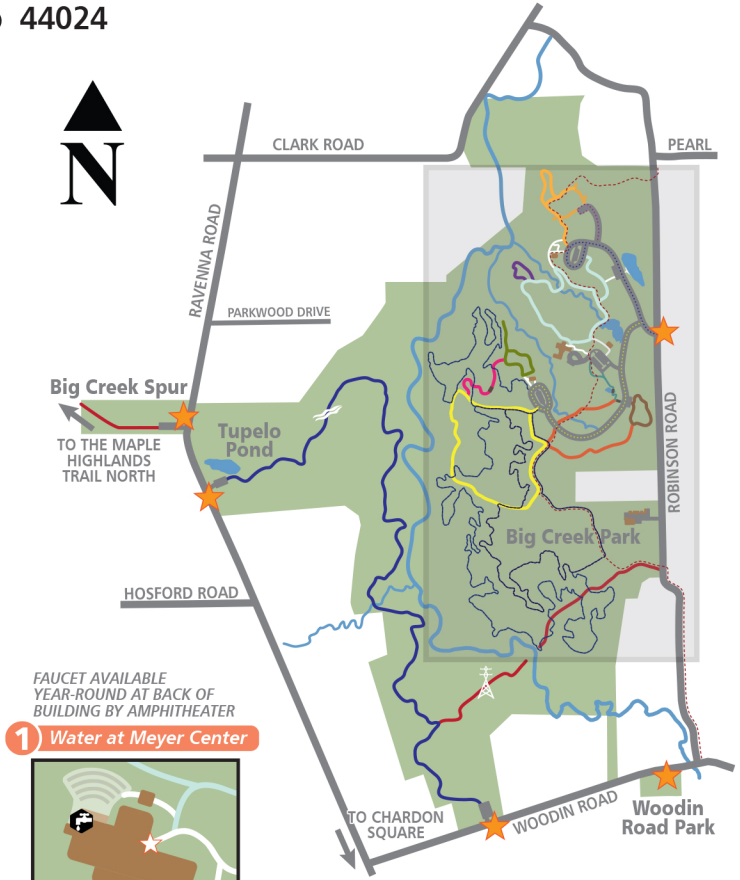 44024
N
CLARK ROAD
PEARL
RAVENNA ROAD
PARKWOOD DRIVE
Big Creek Spur
TO THE MAPLE
HIGHLANDS
TRAIL NORTH
Tupelo
Pond
ROBINSON ROAD
Big Creek Park
HOSFORD ROAD
FAUCET AVAILABLE
YEAR-ROUND AT BACK OF
BUILDING BY AMPHITHEATER
1 Water at Meyer Center
TO CHARDON
SQUARE
WOODIN ROAD
Woodin
Road Park